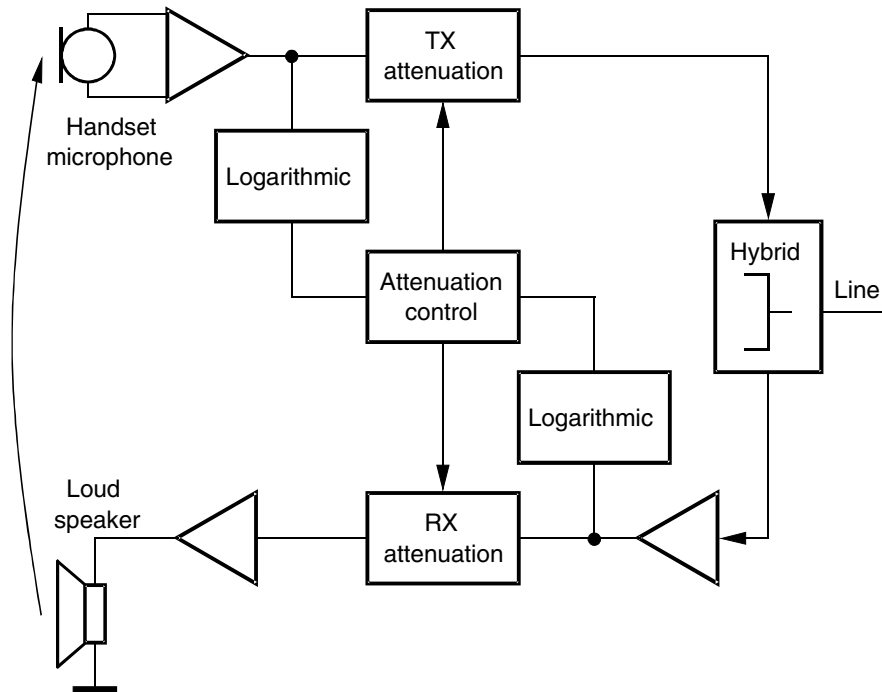 TX
attenuation
Handset
microphone
Logarithmic
Hybrid
Attenuation
control
Line
Logarithmic
Loud
speaker
RX
attenuation